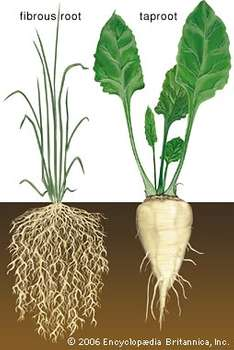 fibrous root
taproot
© 2006 Encyclopædia Britannica, Inc.